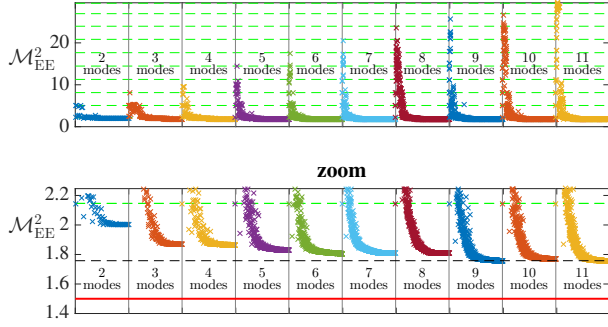 20
10
0
ℳ²EE
2 modes
3 modes
4 modes
5 modes
6 modes
7 modes
8 modes
9 modes
10 modes
11 modes
zoom
2.2
2
1.8
1.6
1.4
ℳ²EE
2 modes
3 modes
4 modes
5 modes
6 modes
7 modes
8 modes
9 modes
10 modes
11 modes